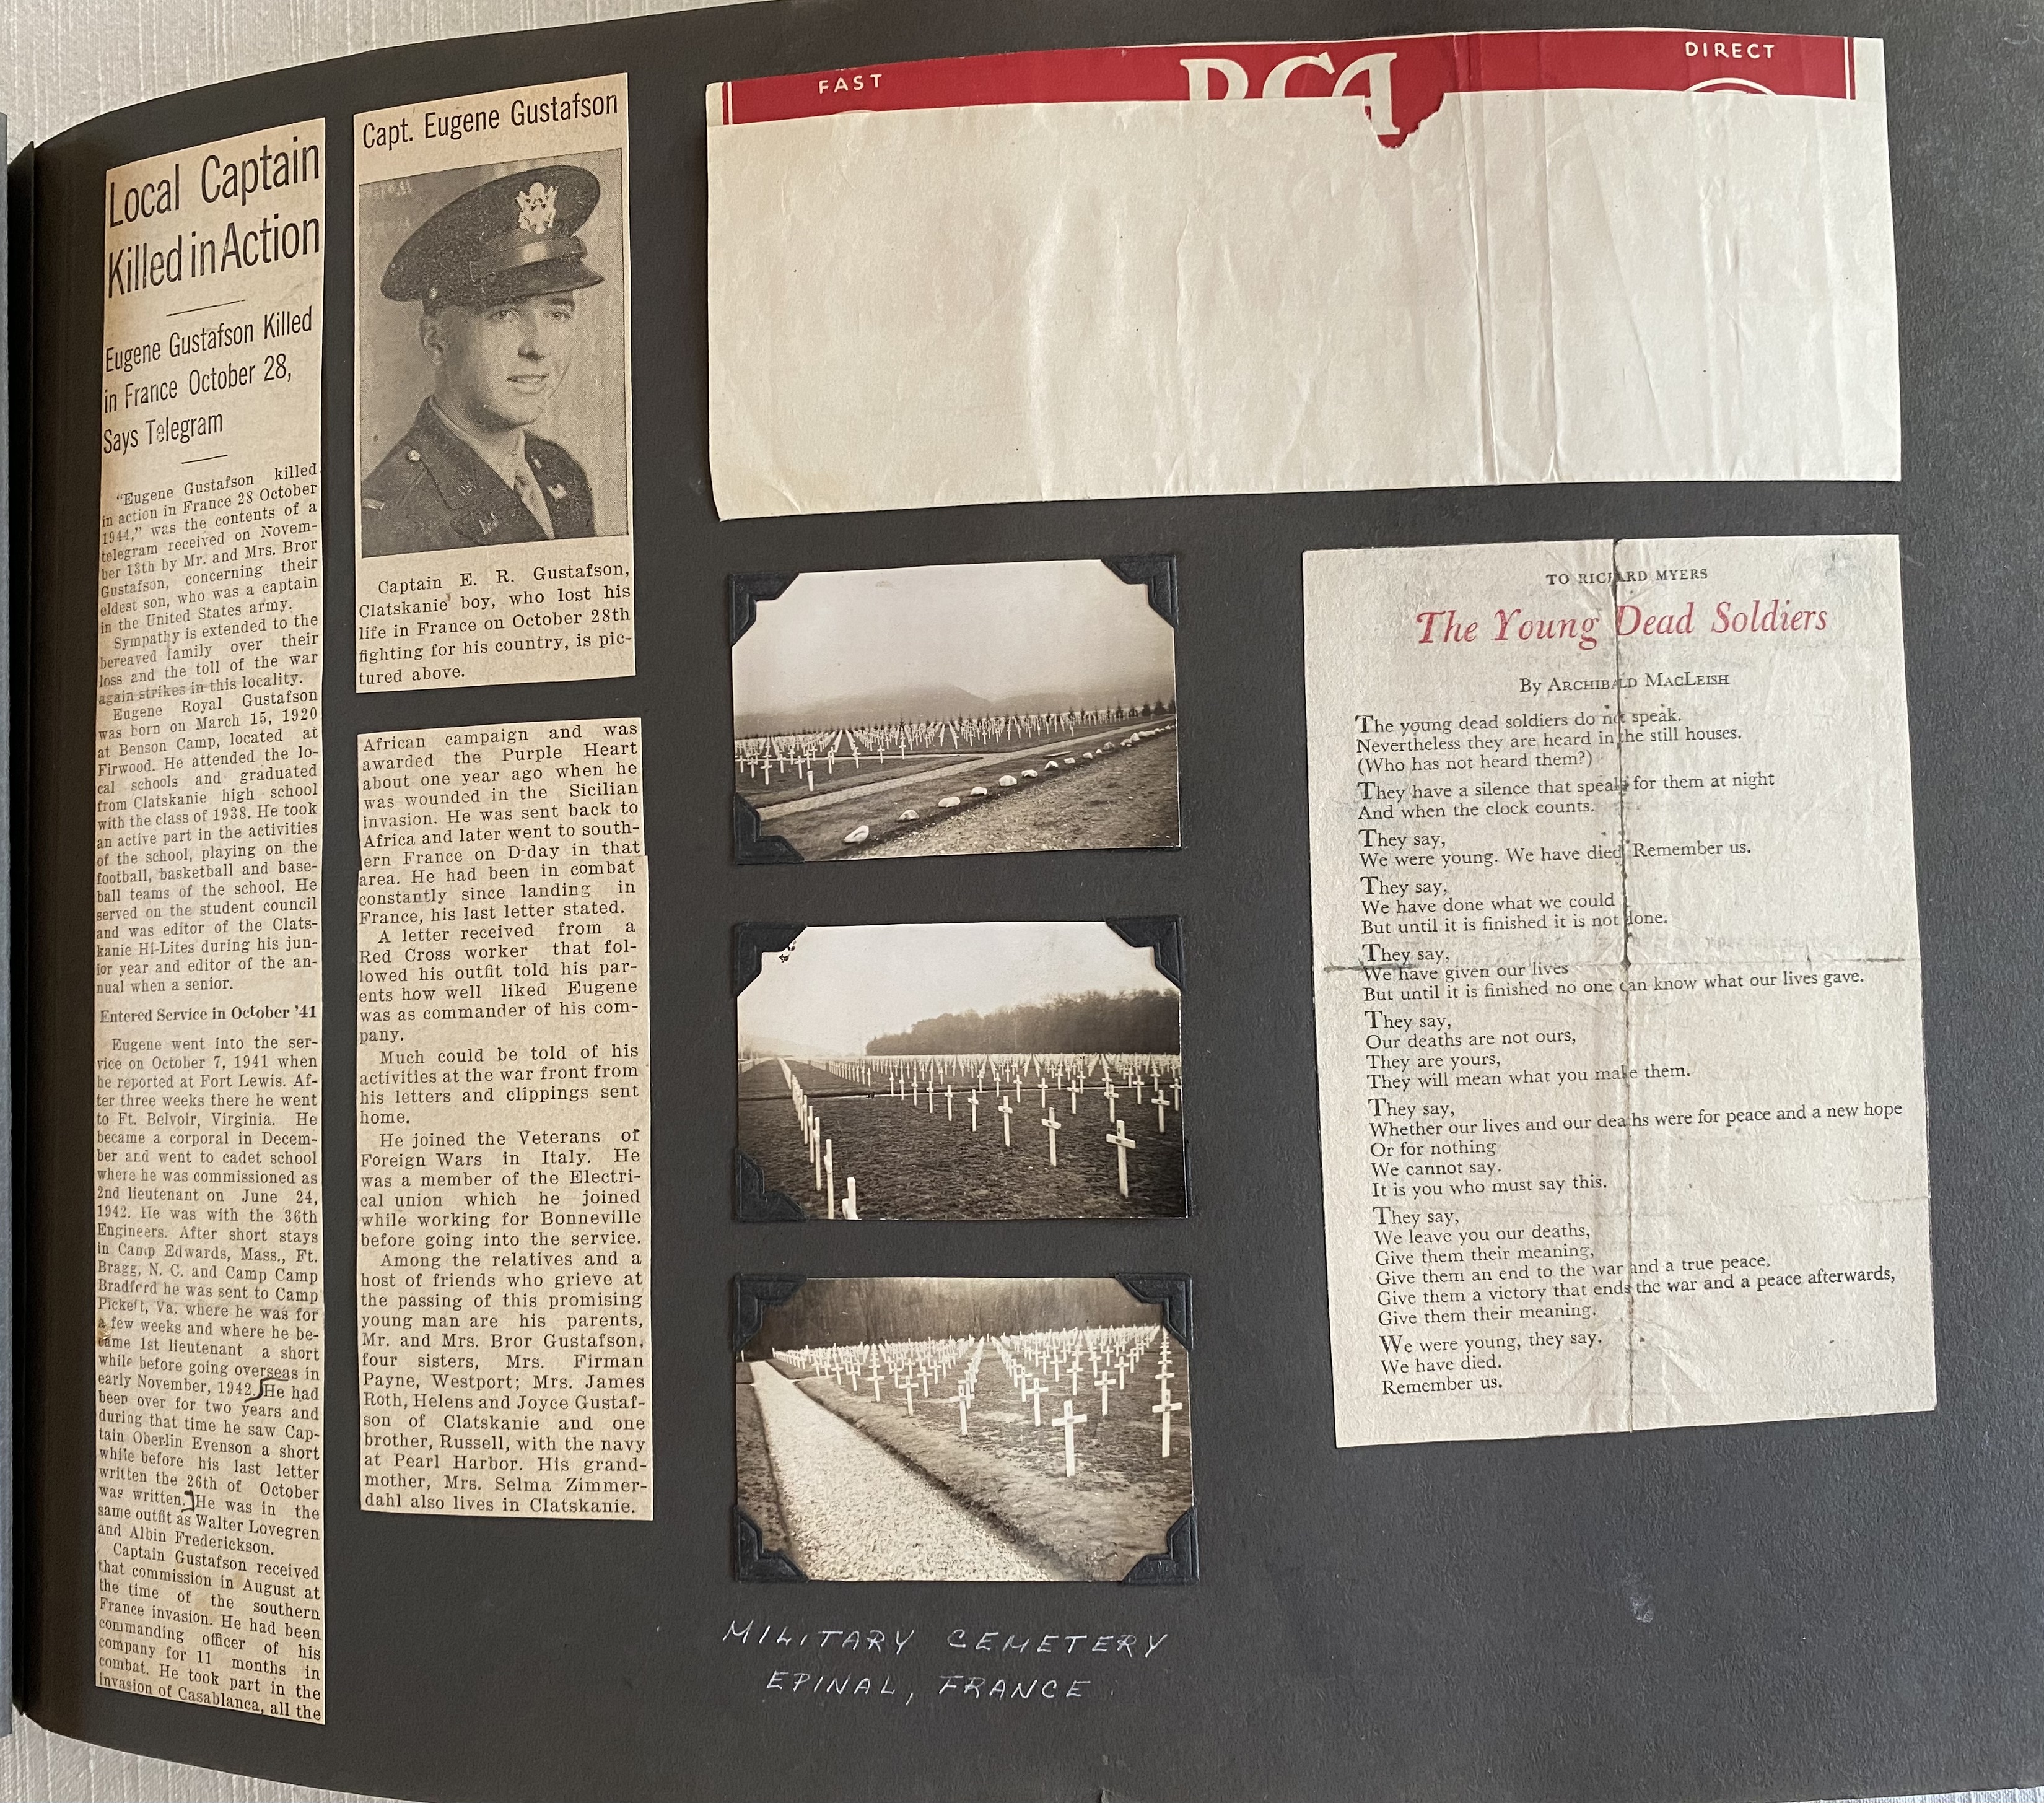 Local Captain
Killed in Action
Eugene Gustafson Killed
in France October 28,
Says Telegram
"Eugene Gustafson killed
in action in France 28 October
1944," was the contents of a
telegram received on Novem-
ber 13th by Mr. and Mrs. Bror
Gustafson, concerning their
eldest son, who was a captain
in the United States army.
Sympathy is extended to the
bereaved family over their
loss and the toll of the war
again strikes in this locality.
Eugene Royal Gustafson
was born on March 15, 1920
at Benson Camp, located at
Firwood. He attended the lo-
cal schools and graduated
from Clatskanie high school
with the class of 1938. He took
an active part in the activities
of the school, playing on the
football, basketball and base-
ball teams of the school. He
served on the student council
and was editor of the Clats-
kanie Hi-Lites during his jun-
ior year and editor of the an-
nual when a senior.
Entered Service in October '41
Eugene went into the ser-
vice on October 7, 1941 when
he reported at Fort Lewis. Af-
ter three weeks there he went
to Ft. Belvoir, Virginia. He
became a corporal in Decem-
ber and went to cadet school
where he was commissioned as
2nd lieutenant on June 24,
1942. He was with the 36th
Engineers. After short stays
in Camp Edwards, Mass., Ft.
Bragg, N. C. and Camp Camp
Bradford he was sent to Camp
Pickett, Va. where he was for
a few weeks and where he be-
came 1st lieutenant a short
while before going overseas in
early November, 1942. He had
been over for two years and
during that time he saw Cap-
tain Oberlin Evenson a short
while before his last letter
written the 26th of October
was written. He was in the
same outfit as Walter Lovegren
and Albin Frederickson.
Captain Gustafson received
that commission in August at
the time of the southern
France invasion. He had been
commanding officer of his
company for 11 months in
combat. He took part in the
invasion of Casablanca, all the
Capt. Eugene Gustafson
Captain E. R. Gustafson,
Clatskanie boy, who lost his
life in France on October 28th
fighting for his country, is pic-
tured above.
African campaign and was
awarded the Purple Heart
about one year ago when he
was wounded in the Sicilian
invasion. He was sent back to
Africa and later went to south-
ern France on D-day in that
area. He had been in combat
constantly since landing in
France, his last letter stated.
A letter received from a
Red Cross worker that fol-
lowed his outfit told his par-
ents how well liked Eugene
was as commander of his com-
pany.
Much could be told of his
activities at the war front from
his letters and clippings sent
home.
He joined the Veterans of
Foreign Wars in Italy. He
was a member of the Electri-
cal union which he joined
while working for Bonneville
before going into the service.
Among the relatives and a
host of friends who grieve at
the passing of this promising
young man are his parents,
Mr. and Mrs. Bror Gustafson,
four sisters, Mrs. Firman
Payne, Westport; Mrs. James
Roth, Helens and Joyce Gustaf-
son of Clatskanie and one
brother, Russell, with the navy
at Pearl Harbor. His grand-
mother, Mrs. Selma Zimmer-
dahl also lives in Clatskanie.
FAST RCA DIRECT
MILITARY CEMETERY
EPINAL, FRANCE
TO RICHARD MYERS
The Young Dead Soldiers
By ARCHIBALD MACLEISH
The young dead soldiers do not speak.
Nevertheless they are heard in the still houses.
(Who has not heard them?)
They have a silence that speaks for them at night
And when the clock counts.
They say,
We were young. We have died. Remember us.
They say,
We have done what we could
But until it is finished it is not done.
They say,
We have given our lives
But until it is finished no one can know what our lives gave.
They say,
Our deaths are not ours,
They are yours,
They will mean what you make them.
They say,
Whether our lives and our deaths were for peace and a new hope
Or for nothing
We cannot say.
It is you who must say this.
They say,
We leave you our deaths,
Give them their meaning,
Give them an end to the war and a true peace,
Give them a victory that ends the war and a peace afterwards,
Give them their meaning.
We were young, they say.
We have died.
Remember us.